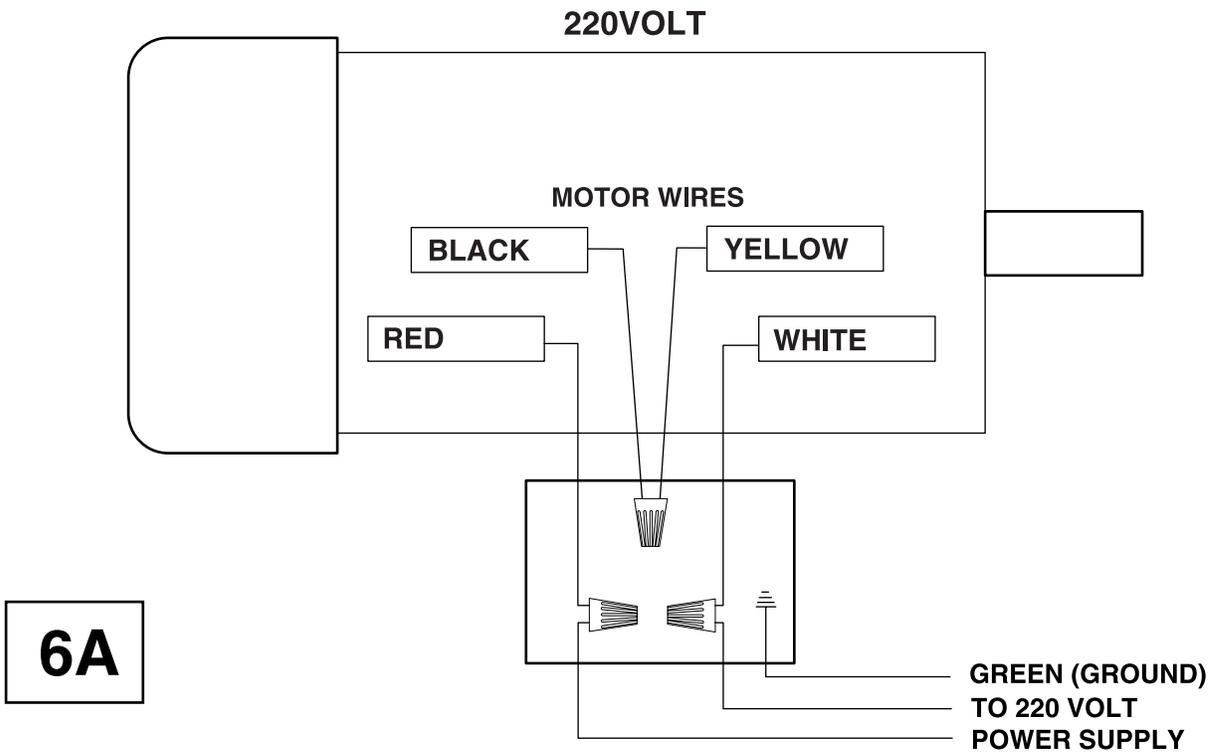 220VOLT
MOTOR WIRES
BLACK
YELLOW
RED
WHITE
6A
GREEN (GROUND)
TO 220 VOLT
POWER SUPPLY